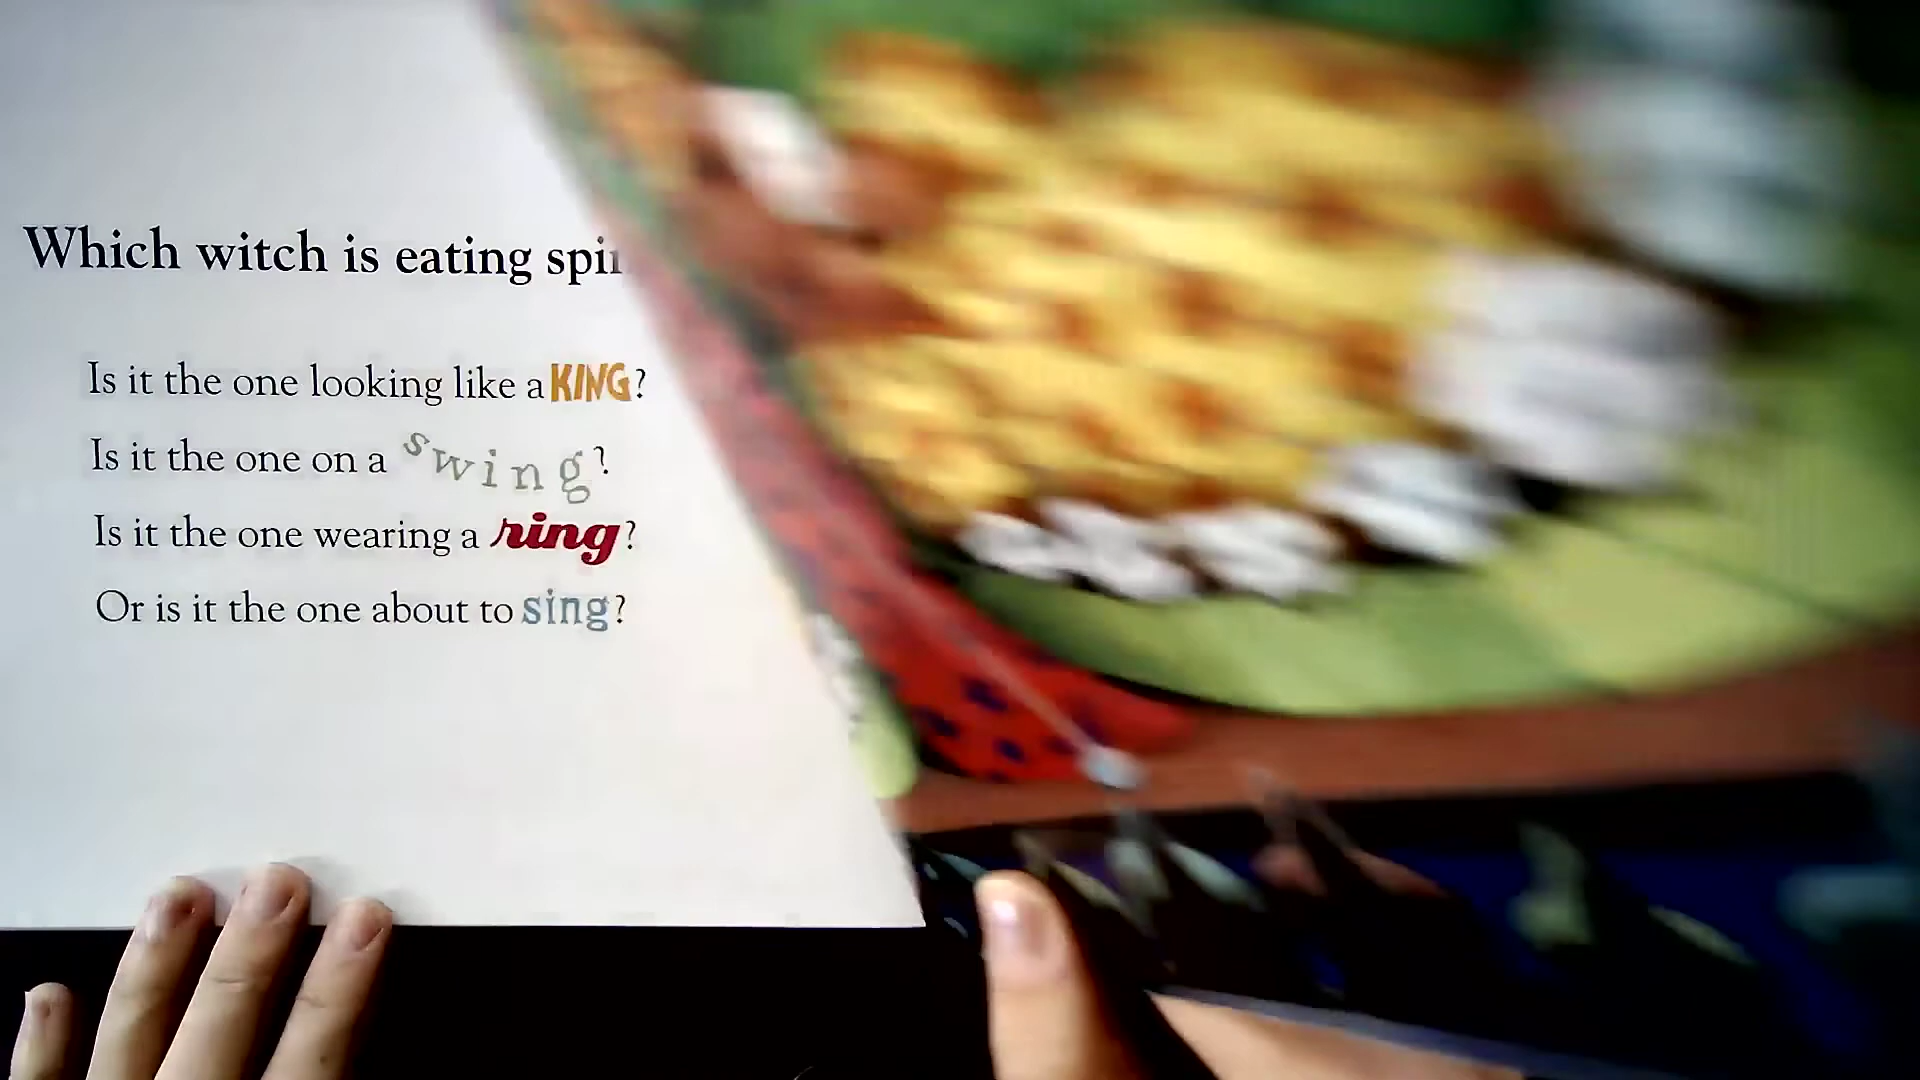 Which witch is eating
Is it the one looking like a KING?
Is it the one on a swing?
Is it the one wearing a ring?
Or is it the one about to sing?